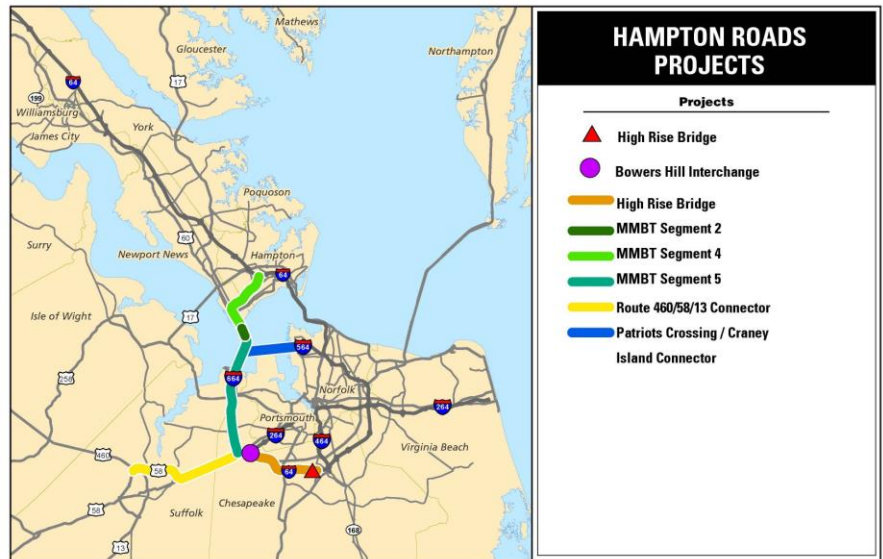 Mathews
Gloucester
Northampton
17
64
199
Williamsburg
York
James City
Poquoson
Surry
60
Newport News
Hampton
64
Isle of Wight
17
564
258
664
Norfolk
Portsmouth
264
264
464
Virginia Beach
460
58
64
Chesapeake
Suffolk
58
168
13
HAMPTON ROADS
PROJECTS
Projects
High Rise Bridge
Bowers Hill Interchange
High Rise Bridge
MMBT Segment 2
MMBT Segment 4
MMBT Segment 5
Route 460/58/13 Connector
Patriots Crossing / Craney
Island Connector